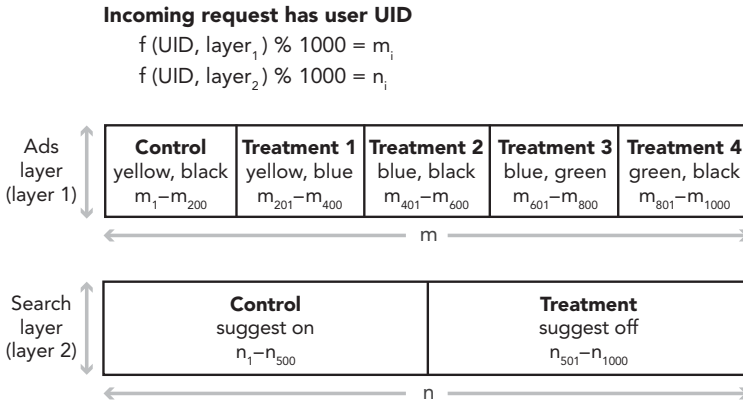 Incoming request has user UID
f (UID, layer₁) % 1000 = mᵢ
f (UID, layer₂) % 1000 = nᵢ
Ads
layer
(layer 1)
Control
yellow, black
m₁–m₂₀₀
Treatment 1
yellow, blue
m₂₀₁–m₄₀₀
Treatment 2
blue, black
m₄₀₁–m₆₀₀
Treatment 3
blue, green
m₆₀₁–m₈₀₀
Treatment 4
green, black
m₈₀₁–m₁₀₀₀
m
Search
layer
(layer 2)
Control
suggest on
n₁–n₅₀₀
Treatment
suggest off
n₅₀₁–n₁₀₀₀
n